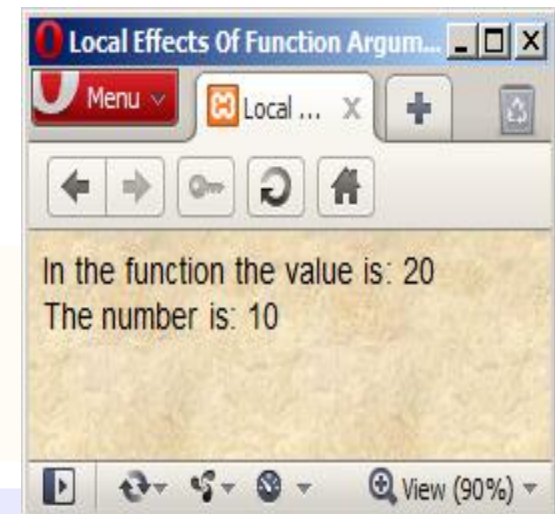 Local Effects Of Function Argum...
Menu
Local ...
In the function the value is: 20
The number is: 10
View (90%)